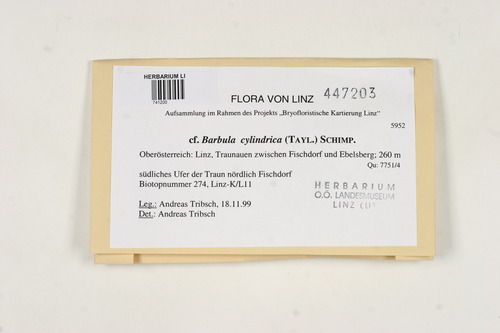 HERBARIUM LI
741200
FLORA VON LINZ 447203
Aufsammlung im Rahmen des Projekts „Bryofloristische Kartierung Linz“
5952
cf. Barbula cylindrica (TAYL.) SCHIMP.
Oberösterreich: Linz, Traunauen zwischen Fischdorf und Ebelsberg; 260 m
Qu: 7751/4
südliches Ufer der Traun nördlich Fischdorf
Biotopnummer 274, Linz-K/L11
HERBARIUM
O.Ö. LANDESMUSEUM
LINZ (LI)
Leg.: Andreas Tribsch, 18.11.99
Det.: Andreas Tribsch